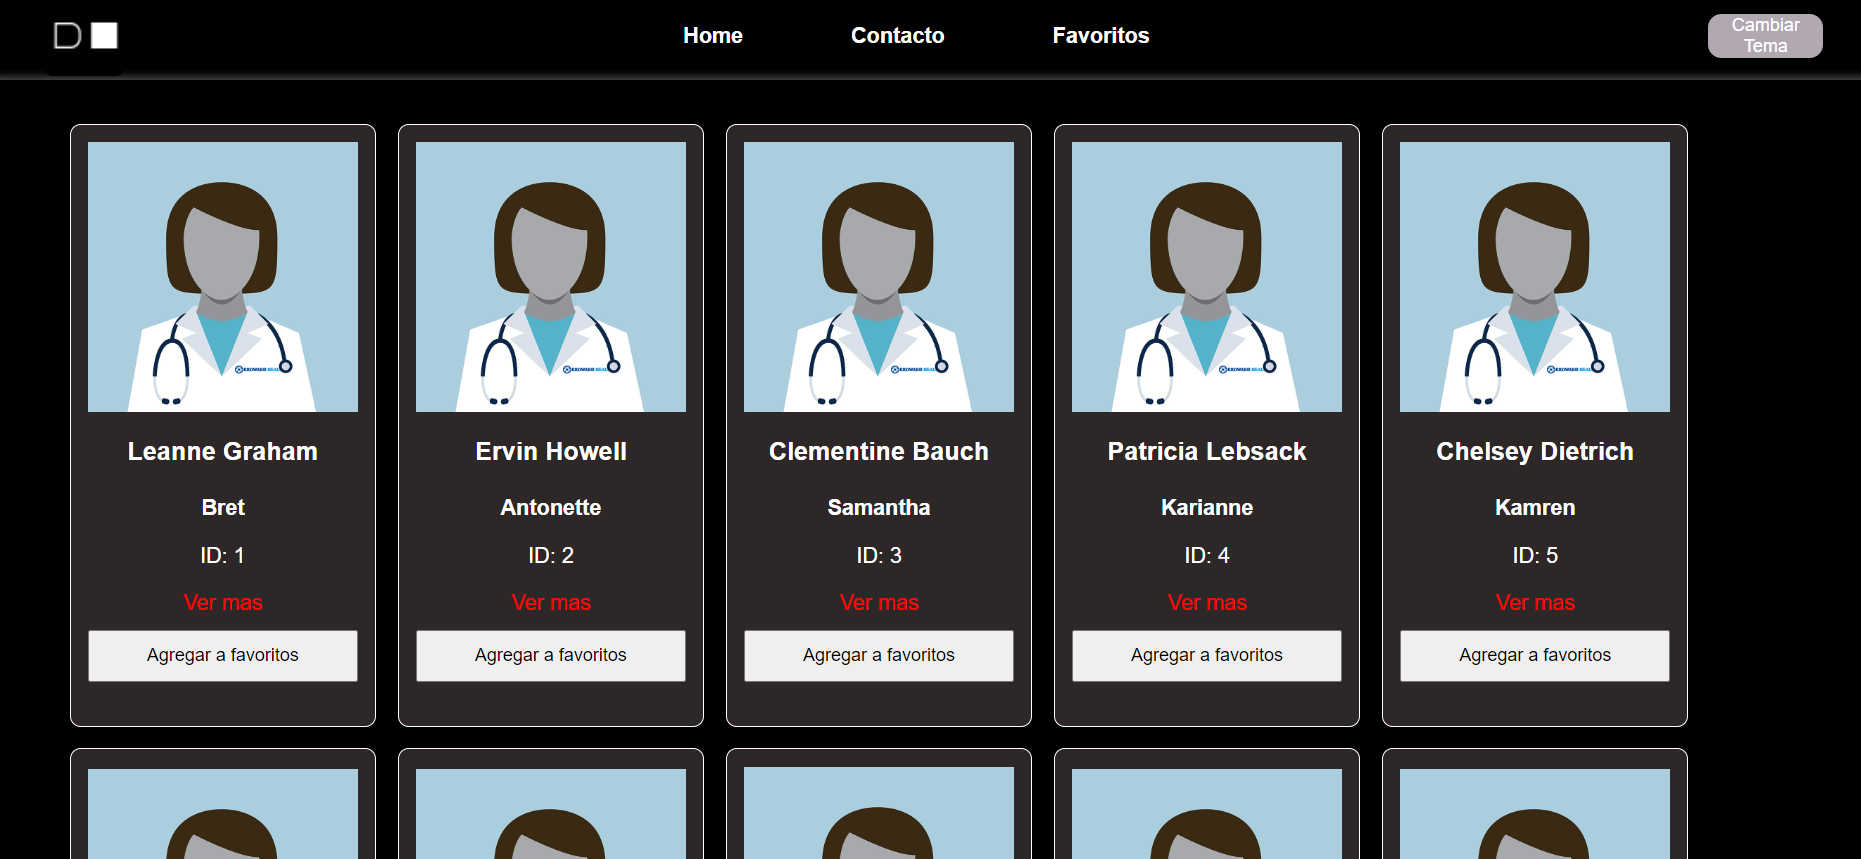 D
Home Contacto Favoritos
Cambiar
Tema
Leanne Graham
Bret
ID: 1
Ver mas
Agregar a favoritos
Ervin Howell
Antonette
ID: 2
Ver mas
Agregar a favoritos
Clementine Bauch
Samantha
ID: 3
Ver mas
Agregar a favoritos
Patricia Lebsack
Karianne
ID: 4
Ver mas
Agregar a favoritos
Chelsey Dietrich
Kamren
ID: 5
Ver mas
Agregar a favoritos